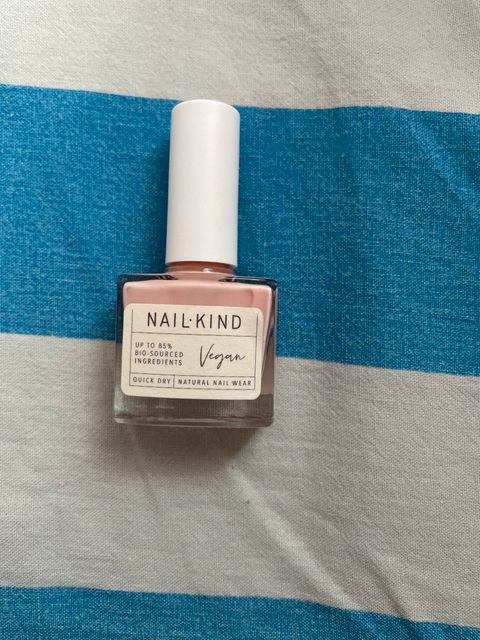 NAIL·KIND
UP TO 85%
BIO-SOURCED
INGREDIENTS
Vegan
QUICK DRY
NATURAL NAIL WEAR